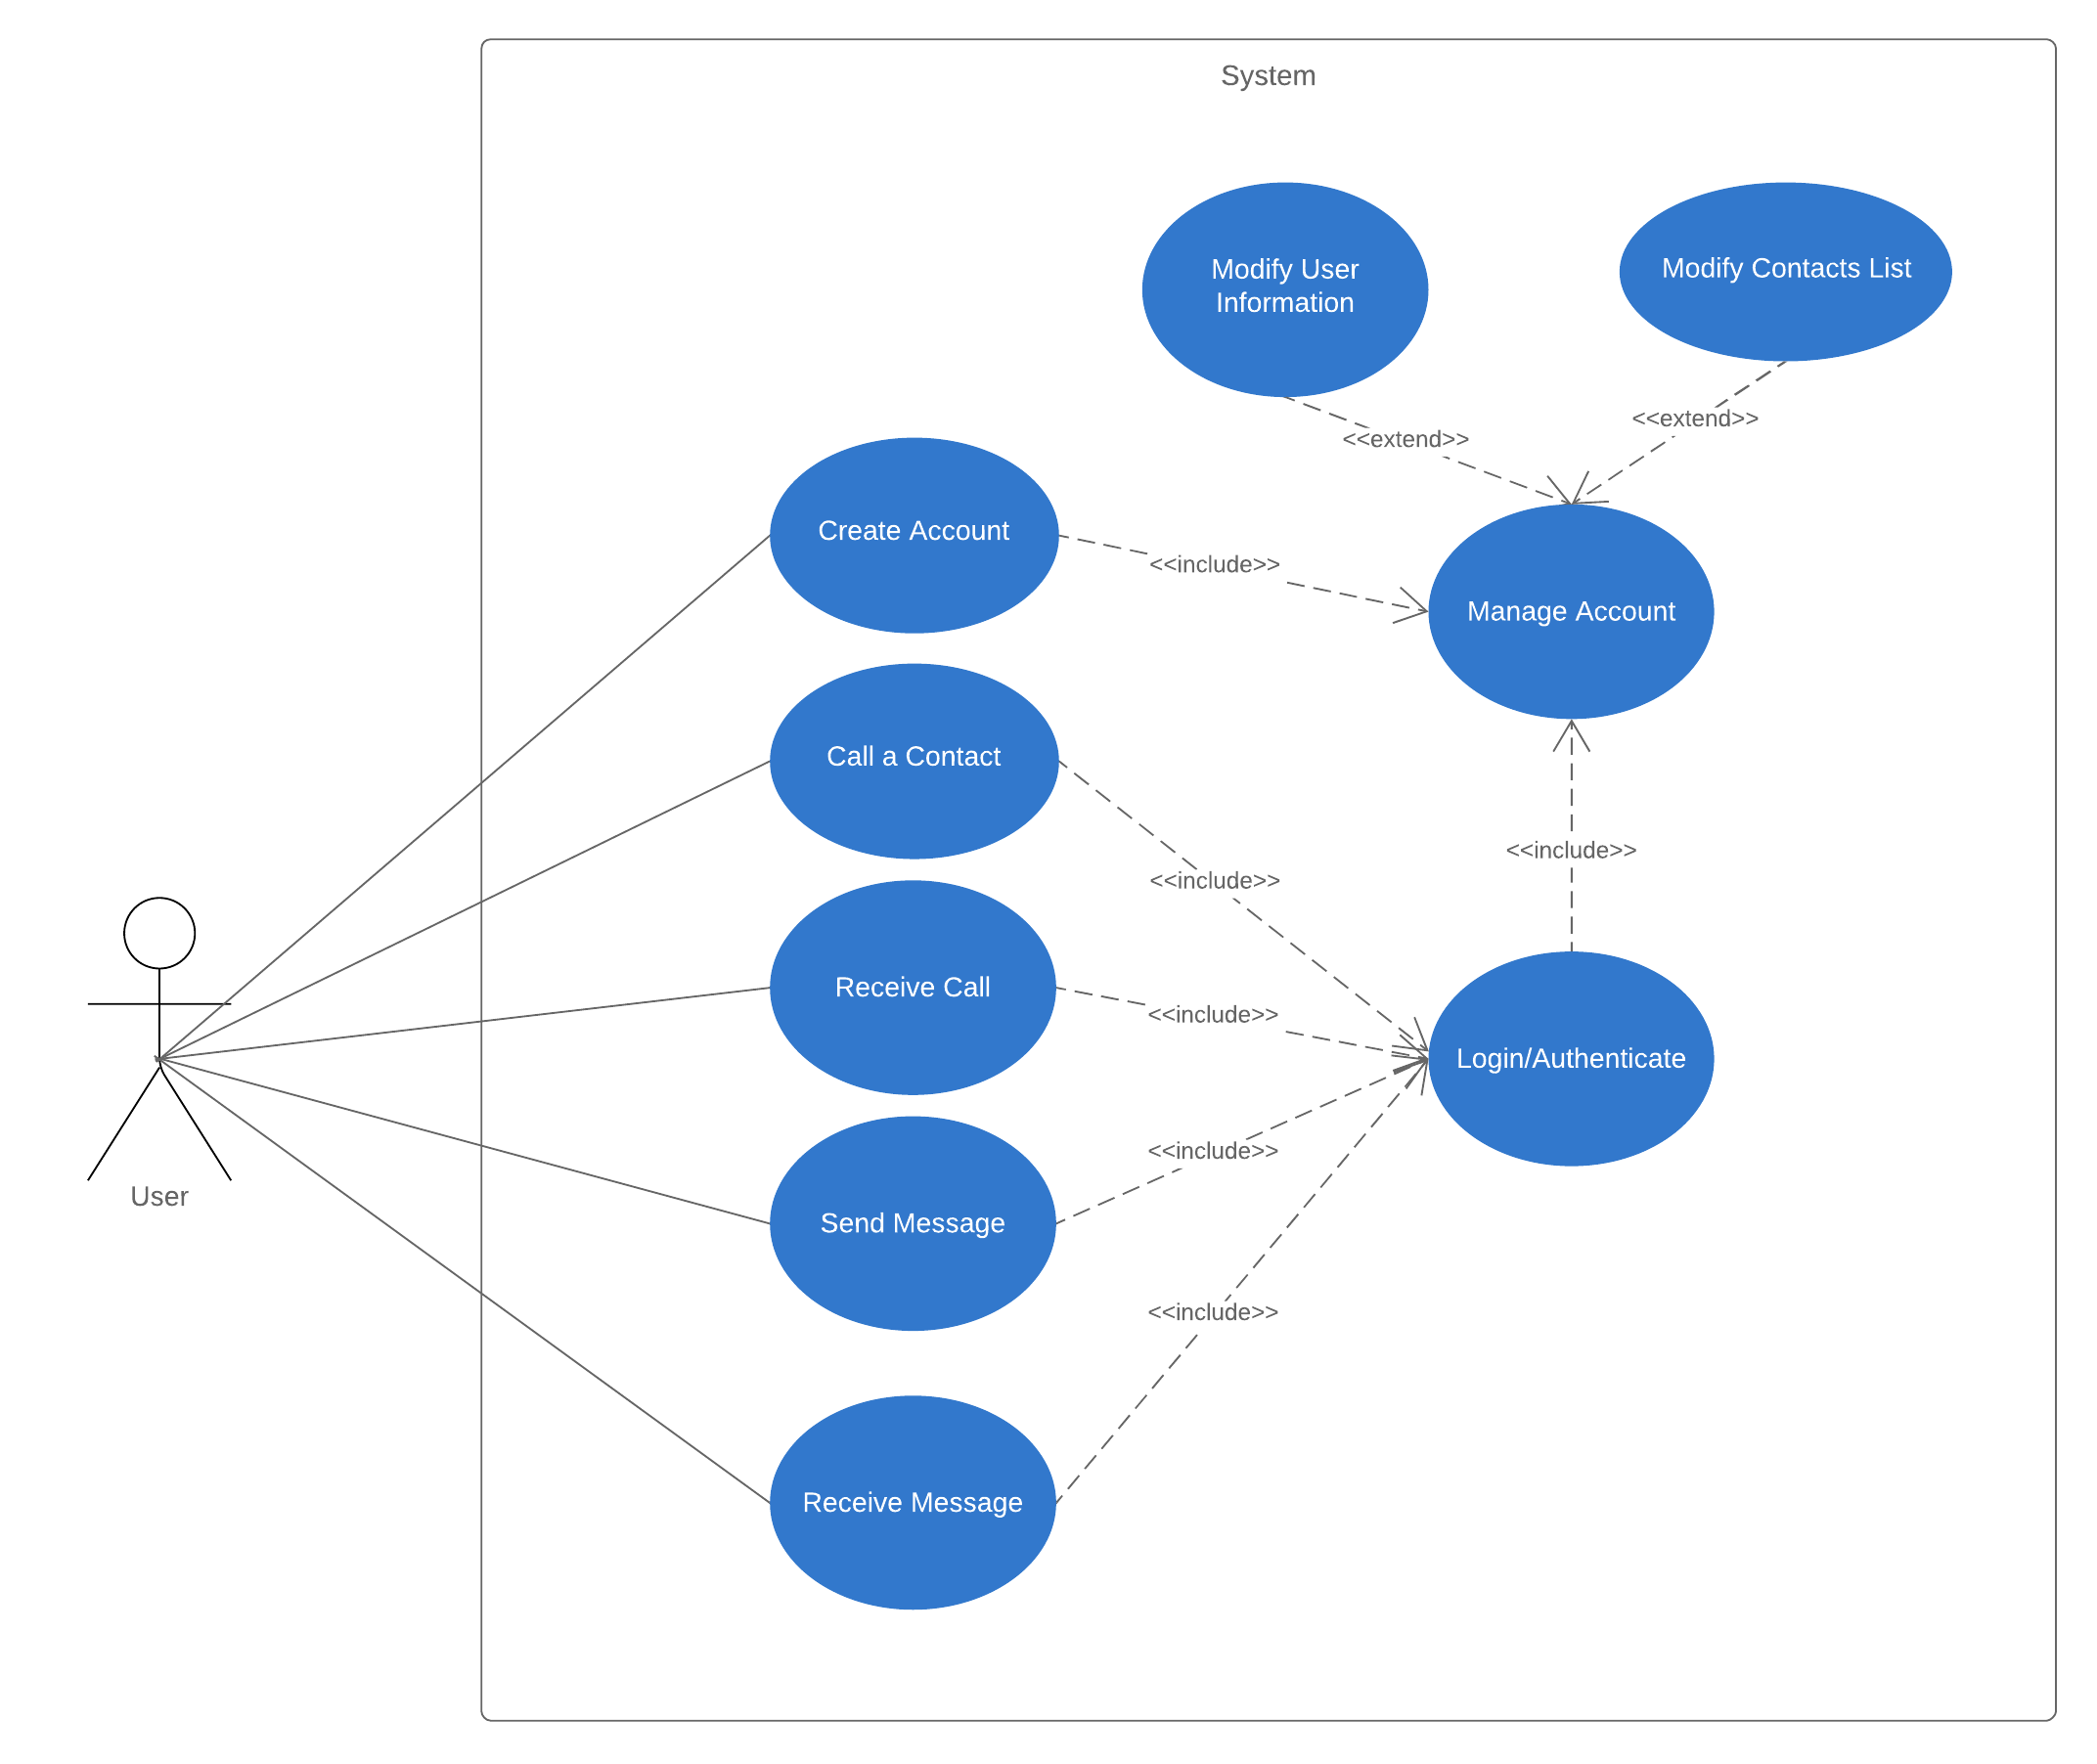 System
Modify User
Information
Modify Contacts List
<<extend>>
<<extend>>
Create Account
<<include>>
Manage Account
Call a Contact
<<include>>
<<include>>
Receive Call
<<include>>
Login/Authenticate
<<include>>
User
Send Message
<<include>>
Receive Message